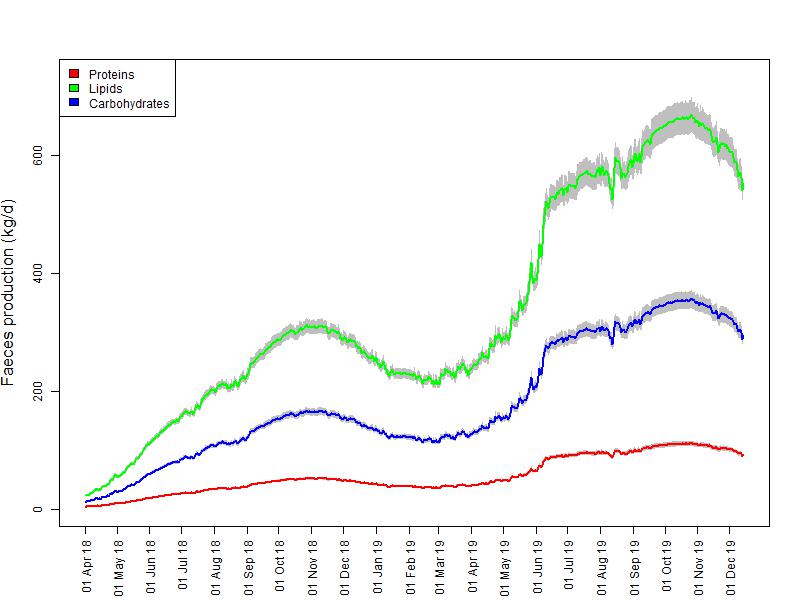 Proteins
Lipids
Carbohydrates
Faeces production (kg/d)
600
400
200
0
01 Apr 18
01 May 18
01 Jun 18
01 Jul 18
01 Aug 18
01 Sep 18
01 Oct 18
01 Nov 18
01 Dec 18
01 Jan 19
01 Feb 19
01 Mar 19
01 Apr 19
01 May 19
01 Jun 19
01 Jul 19
01 Aug 19
01 Sep 19
01 Oct 19
01 Nov 19
01 Dec 19